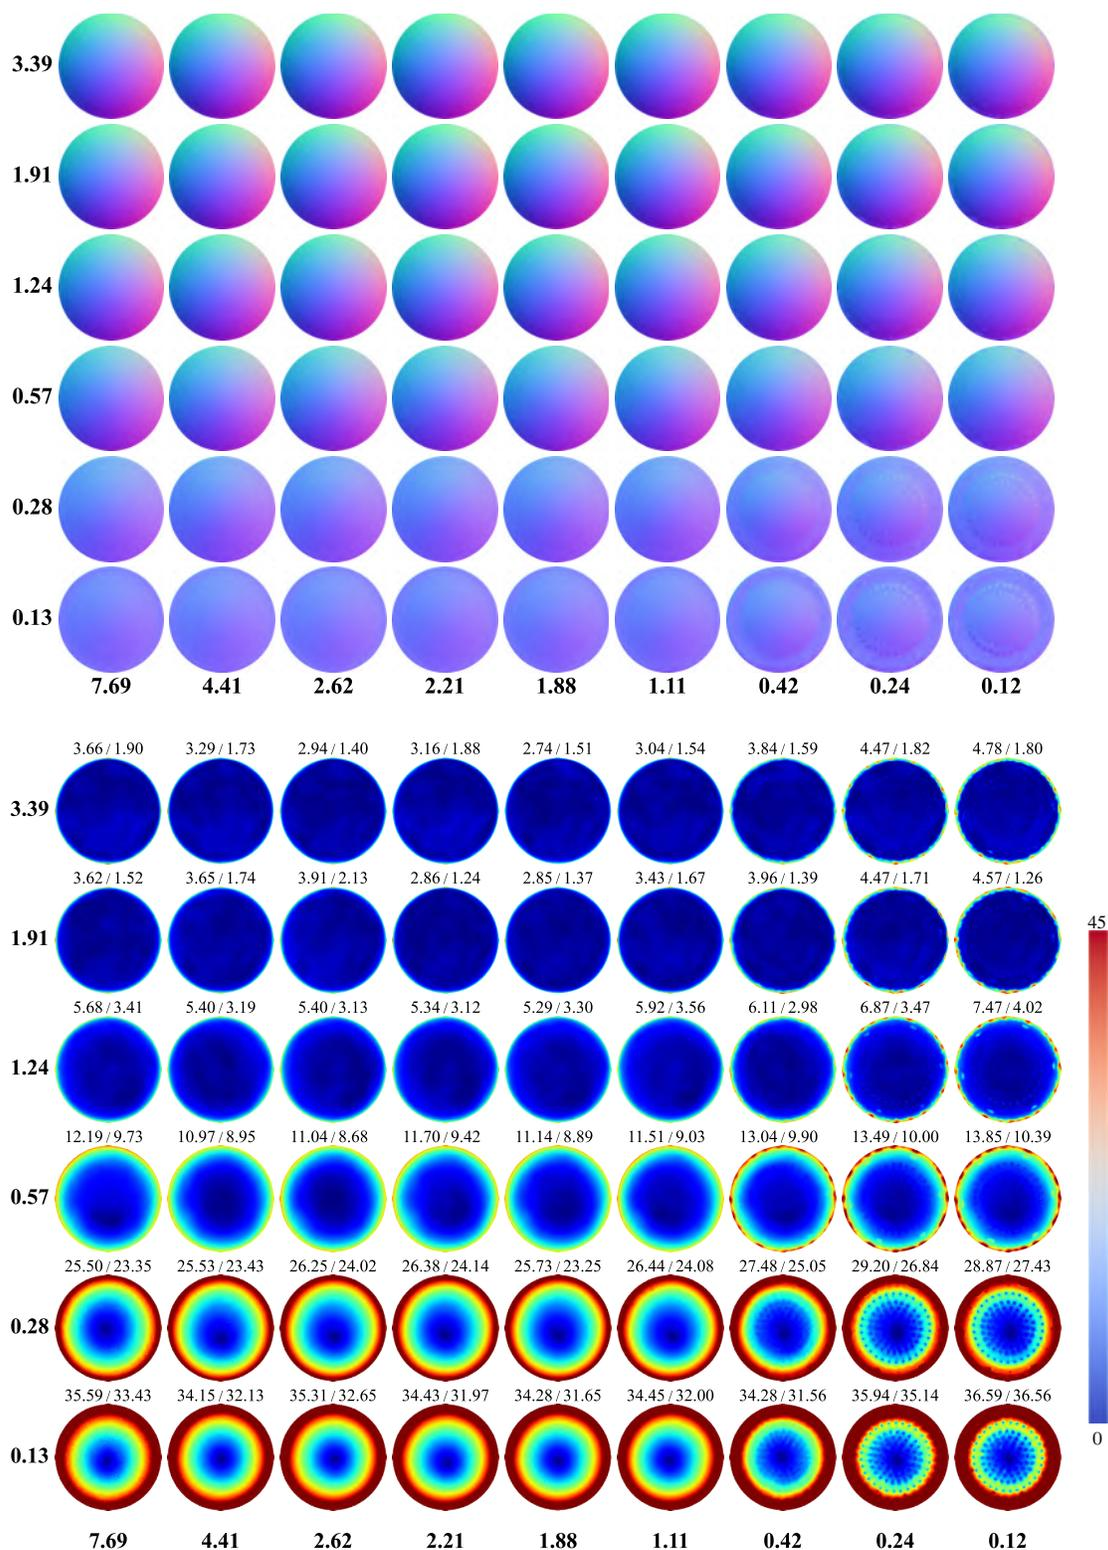 3.39
1.91
1.24
0.57
0.28
0.13
7.69 4.41 2.62 2.21 1.88 1.11 0.42 0.24 0.12
3.66 / 1.90 3.29 / 1.73 2.94 / 1.40 3.16 / 1.88 2.74 / 1.51 3.04 / 1.54 3.84 / 1.59 4.47 / 1.82 4.78 / 1.80
3.39
3.62 / 1.52 3.65 / 1.74 3.91 / 2.13 2.86 / 1.24 2.85 / 1.37 3.43 / 1.67 3.96 / 1.39 4.47 / 1.71 4.57 / 1.26
45
1.91
5.68 / 3.41 5.40 / 3.19 5.40 / 3.13 5.34 / 3.12 5.29 / 3.30 5.92 / 3.56 6.11 / 2.98 6.87 / 3.47 7.47 / 4.02
1.24
12.19 / 9.73 10.97 / 8.95 11.04 / 8.68 11.70 / 9.42 11.14 / 8.89 11.51 / 9.03 13.04 / 9.90 13.49 / 10.00 13.85 / 10.39
0.57
25.50 / 23.35 25.53 / 23.43 26.25 / 24.02 26.38 / 24.14 25.73 / 23.25 26.44 / 24.08 27.48 / 25.05 29.20 / 26.84 28.87 / 27.43
0.28
35.59 / 33.43 34.15 / 32.13 35.31 / 32.65 34.43 / 31.97 34.28 / 31.65 34.45 / 32.00 34.28 / 31.56 35.94 / 35.14 36.59 / 36.56
0
0.13
7.69 4.41 2.62 2.21 1.88 1.11 0.42 0.24 0.12